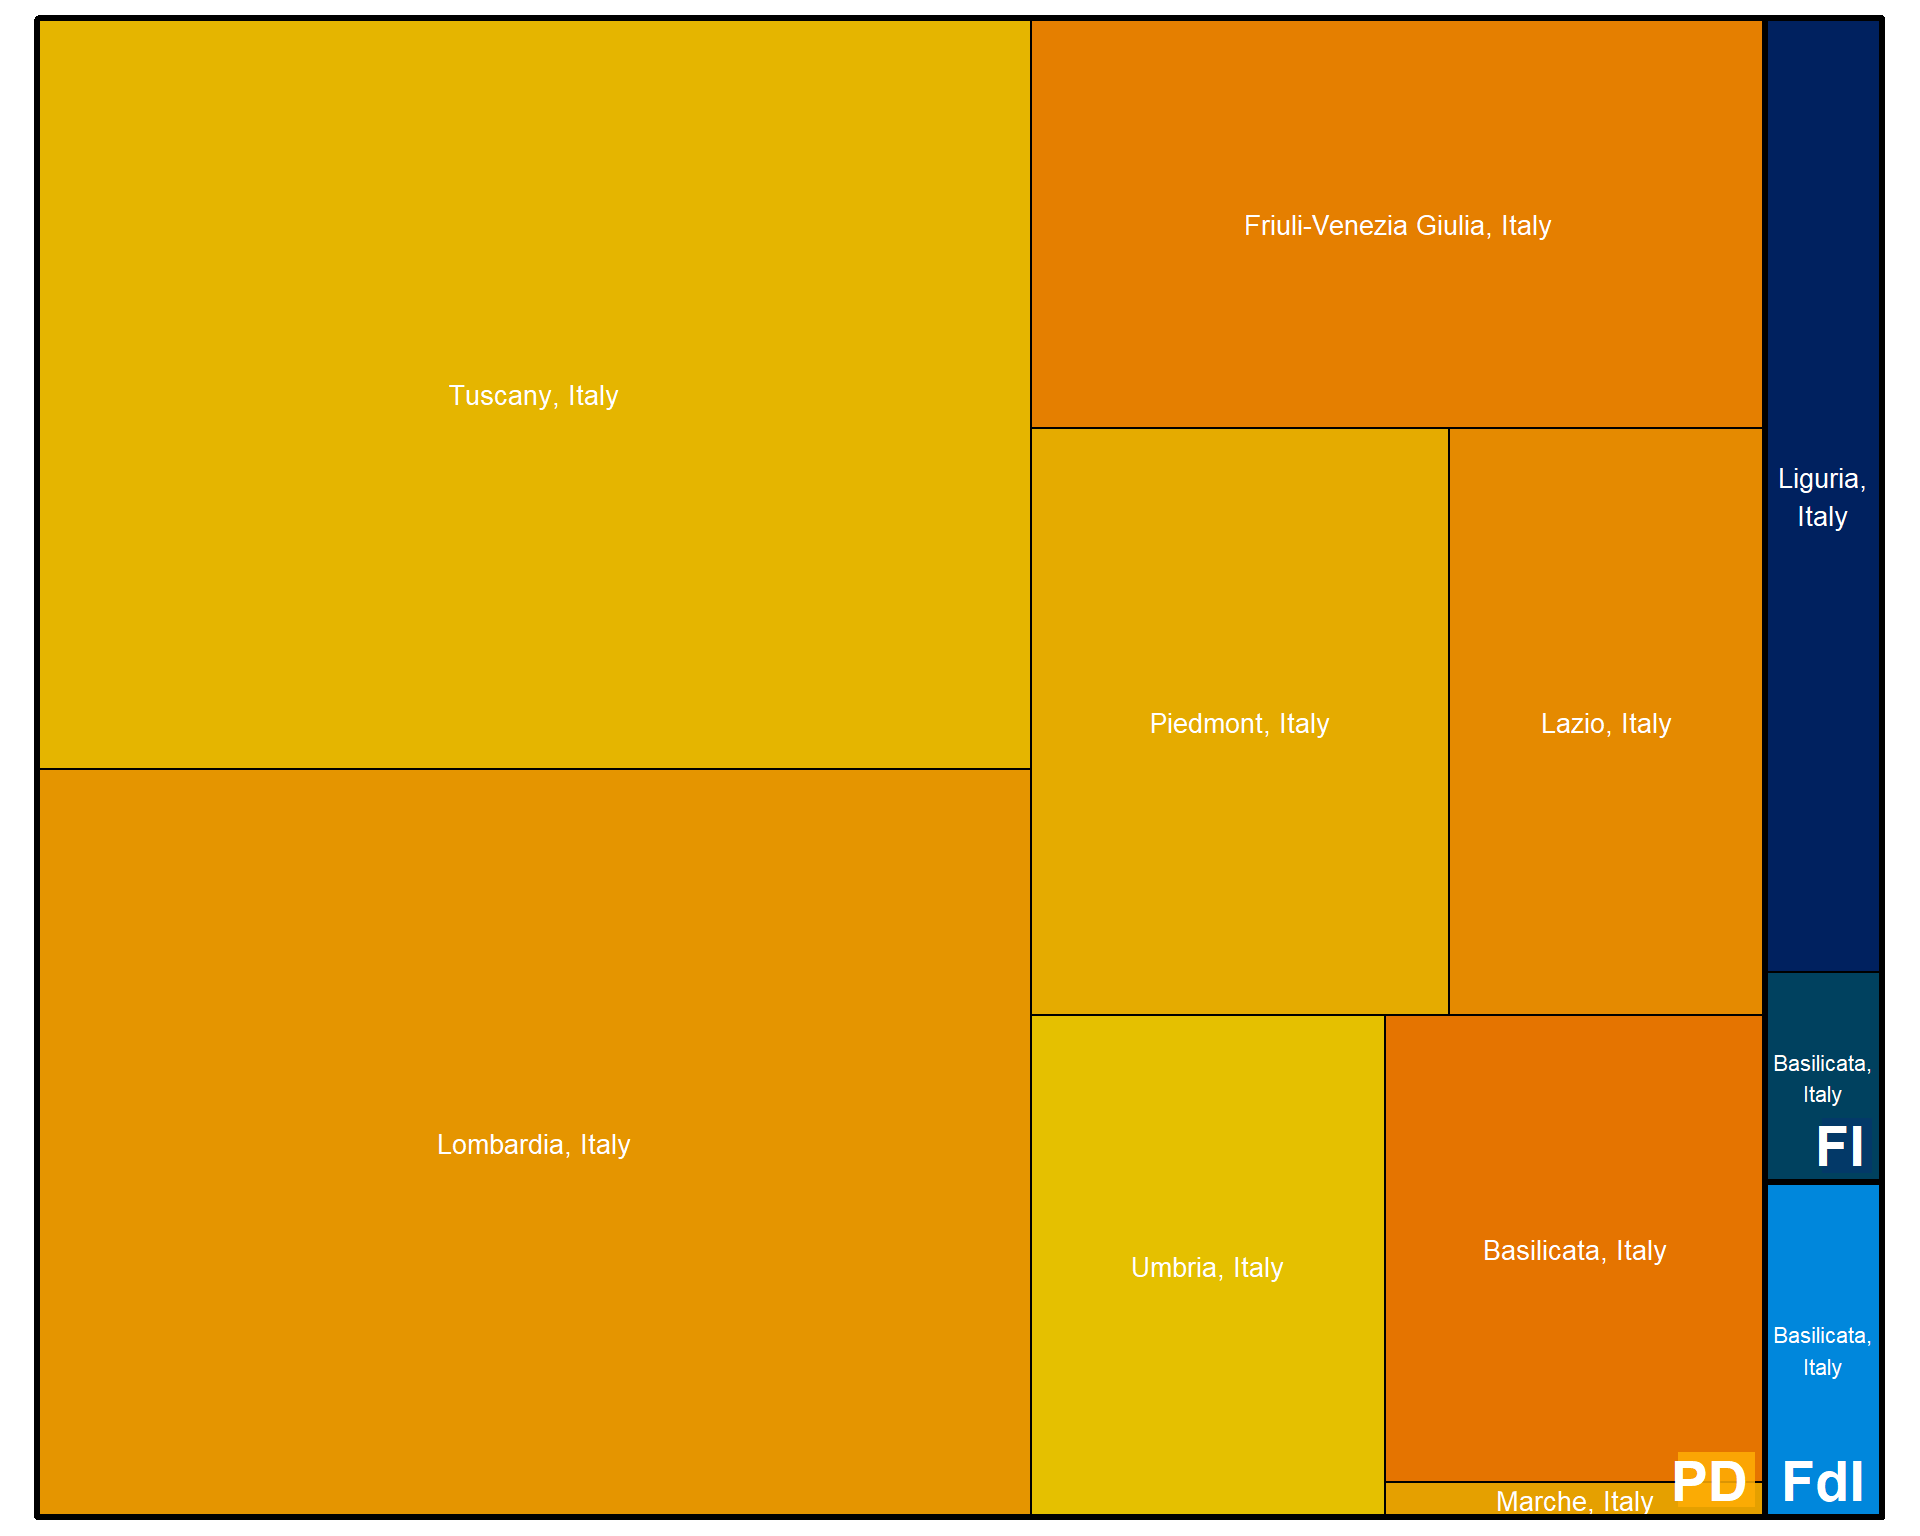 Tuscany, Italy
Lombardia, Italy
Friuli-Venezia Giulia, Italy
Piedmont, Italy
Lazio, Italy
Umbria, Italy
Basilicata, Italy
Marche, Italy
PD
Liguria,
Italy
Basilicata,
Italy
FI
Basilicata,
Italy
FdI